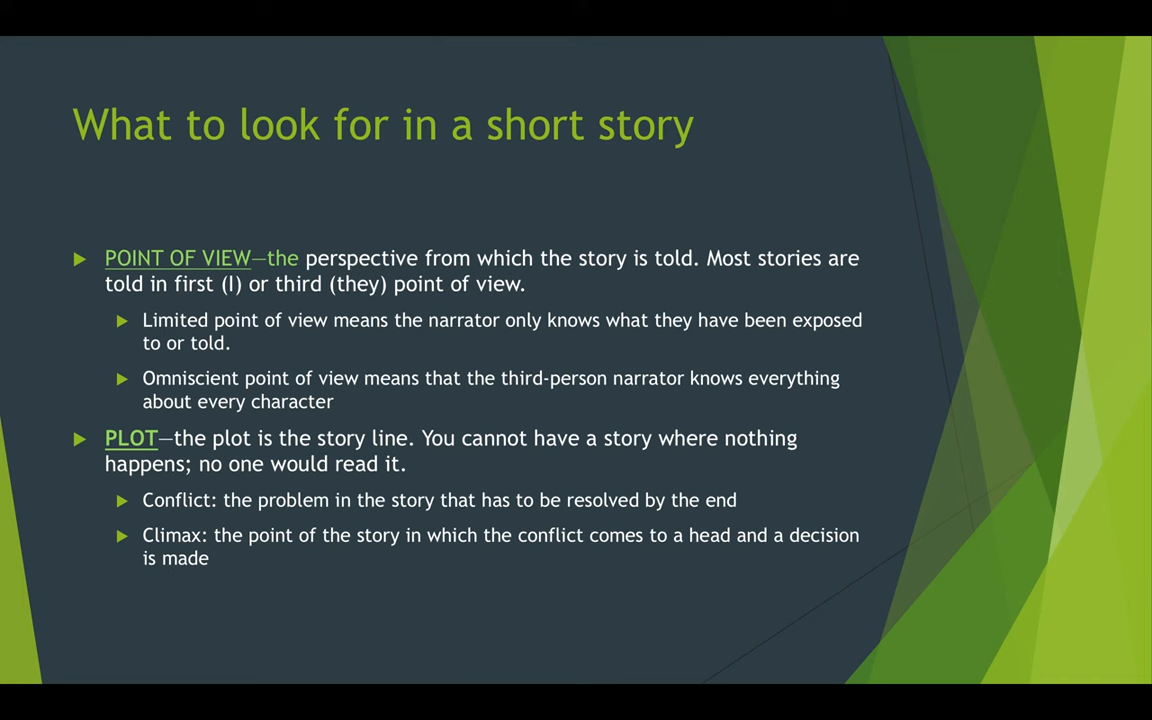 What to look for in a short story
POINT OF VIEW—the perspective from which the story is told. Most stories are
told in first (I) or third (they) point of view.
Limited point of view means the narrator only knows what they have been exposed
to or told.
Omniscient point of view means that the third-person narrator knows everything
about every character
PLOT—the plot is the story line. You cannot have a story where nothing
happens; no one would read it.
Conflict: the problem in the story that has to be resolved by the end
Climax: the point of the story in which the conflict comes to a head and a decision
is made